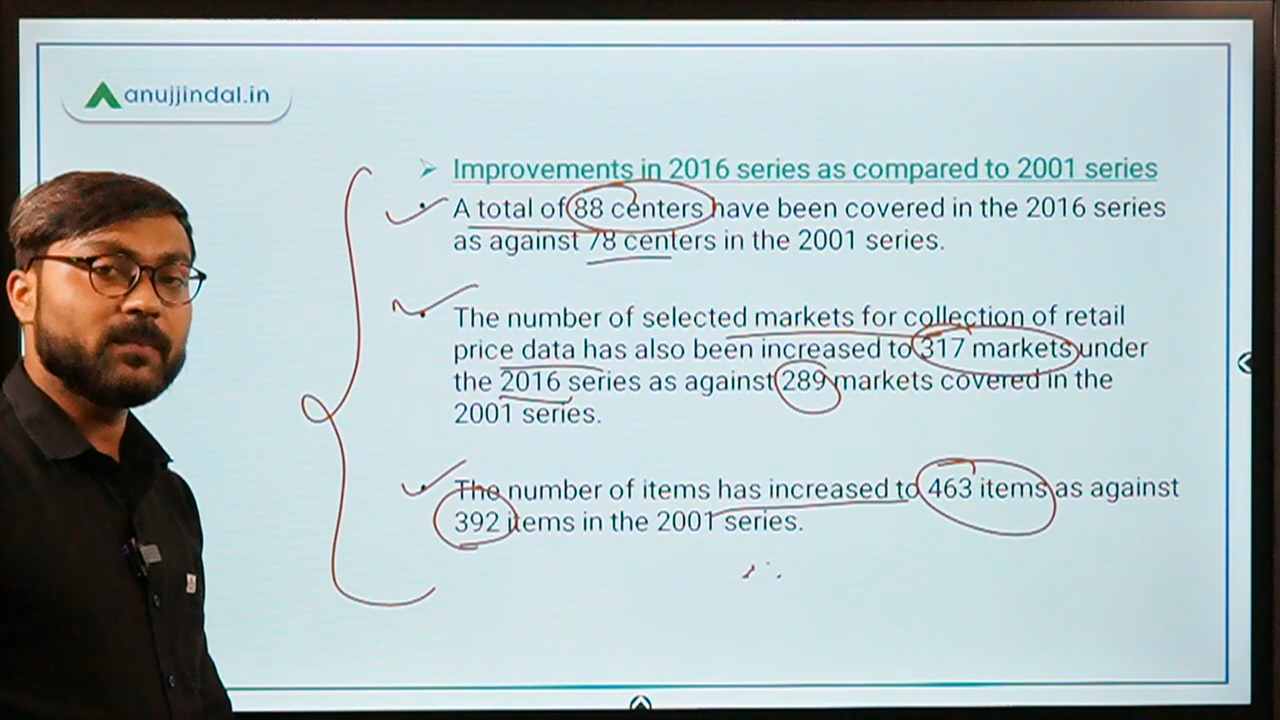 anujjindal.in
Improvements in 2016 series as compared to 2001 series
A total of 88 centers have been covered in the 2016 series
as against 78 centers in the 2001 series.
The number of selected markets for collection of retail
price data has also been increased to 317 markets under
the 2016 series as against 289 markets covered in the
2001 series.
The number of items has increased to 463 items as against
392 items in the 2001 series.